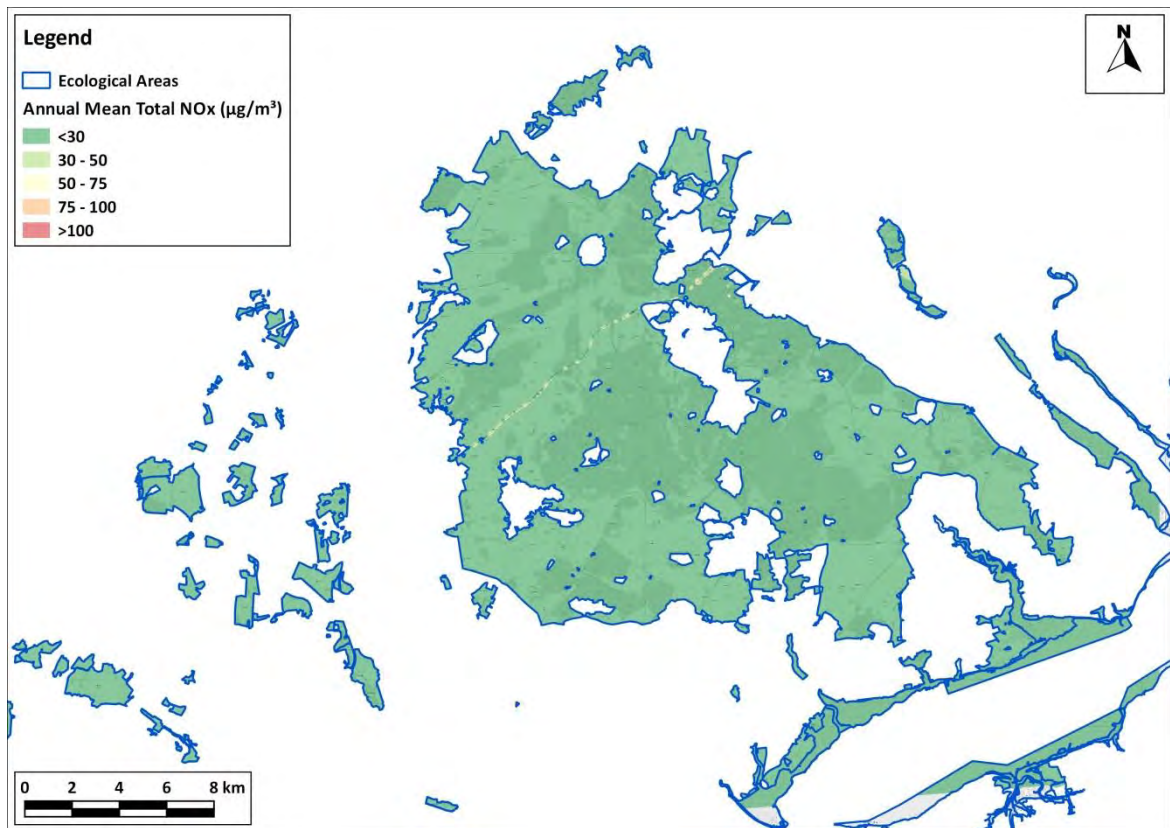 Legend
Ecological Areas
Annual Mean Total NOx (µg/m³)
<30
30 - 50
50 - 75
75 - 100
>100
N
0 2 4 6 8 km